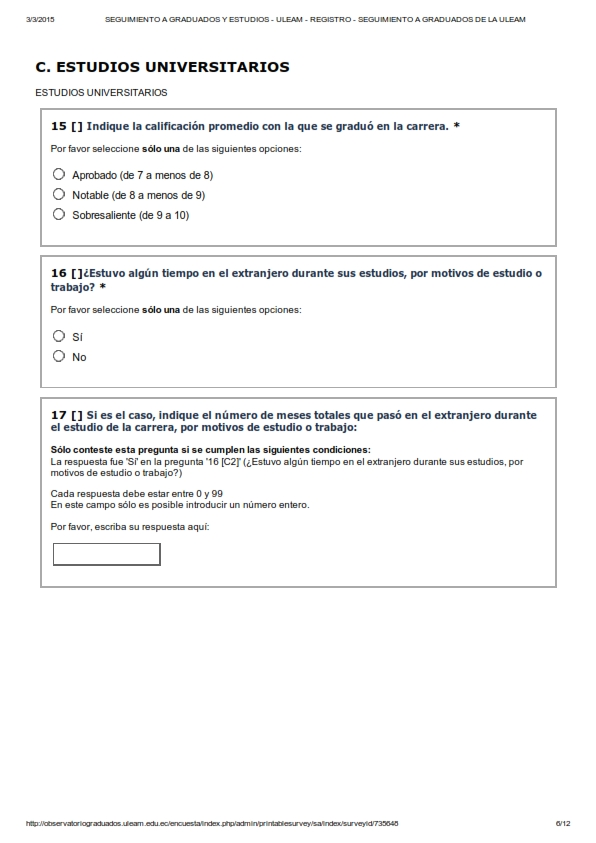 3/3/2015 SEGUIMIENTO A GRADUADOS Y ESTUDIOS - ULEAM - REGISTRO - SEGUIMIENTO A GRADUADOS DE LA ULEAM
C. ESTUDIOS UNIVERSITARIOS
ESTUDIOS UNIVERSITARIOS
15 [] Indique la calificación promedio con la que se graduó en la carrera. *
Por favor seleccione sólo una de las siguientes opciones:
Aprobado (de 7 a menos de 8)
Notable (de 8 a menos de 9)
Sobresaliente (de 9 a 10)
16 []¿Estuvo algún tiempo en el extranjero durante sus estudios, por motivos de estudio o
trabajo? *
Por favor seleccione sólo una de las siguientes opciones:
Sí
No
17 [] Si es el caso, indique el número de meses totales que pasó en el extranjero durante
el estudio de la carrera, por motivos de estudio o trabajo:
Sólo conteste esta pregunta si se cumplen las siguientes condiciones:
La respuesta fue 'Sí' en la pregunta '16 [C2]' (¿Estuvo algún tiempo en el extranjero durante sus estudios, por
motivos de estudio o trabajo?)
Cada respuesta debe estar entre 0 y 99
En este campo sólo es posible introducir un número entero.
Por favor, escriba su respuesta aquí:
http://observatoriograduados.uleam.edu.ec/encuesta/index.php/admin/printablesurvey/sa/index/surveyid/735648 6/12